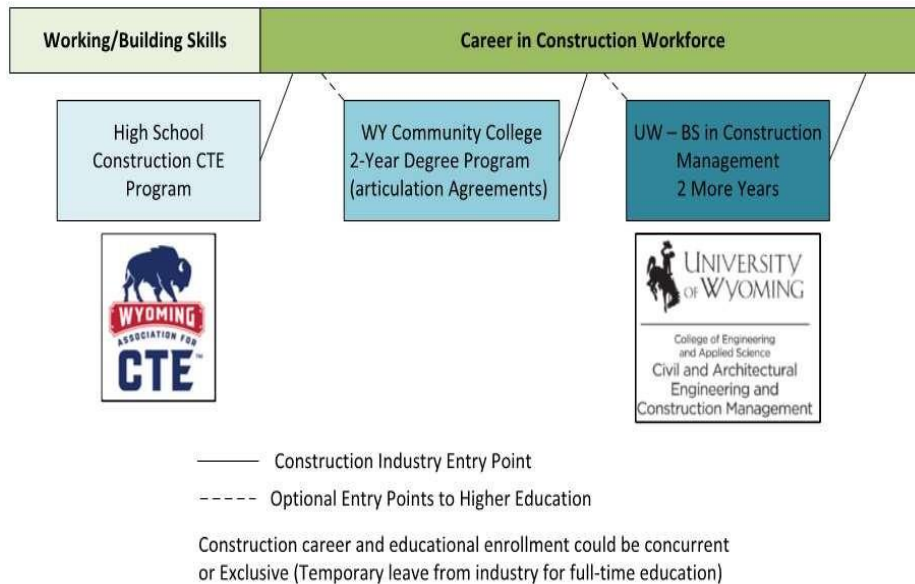 Working/Building Skills
Career in Construction Workforce
High School
Construction CTE
Program
WY Community College
2-Year Degree Program
(articulation Agreements)
UW – BS in Construction
Management
2 More Years
WYOMING
ASSOCIATION FOR
CTE™
UNIVERSITY
OF WYOMING
College of Engineering
and Applied Science
Civil and Architectural
Engineering and
Construction Management
Construction Industry Entry Point
Optional Entry Points to Higher Education
Construction career and educational enrollment could be concurrent
or Exclusive (Temporary leave from industry for full-time education)